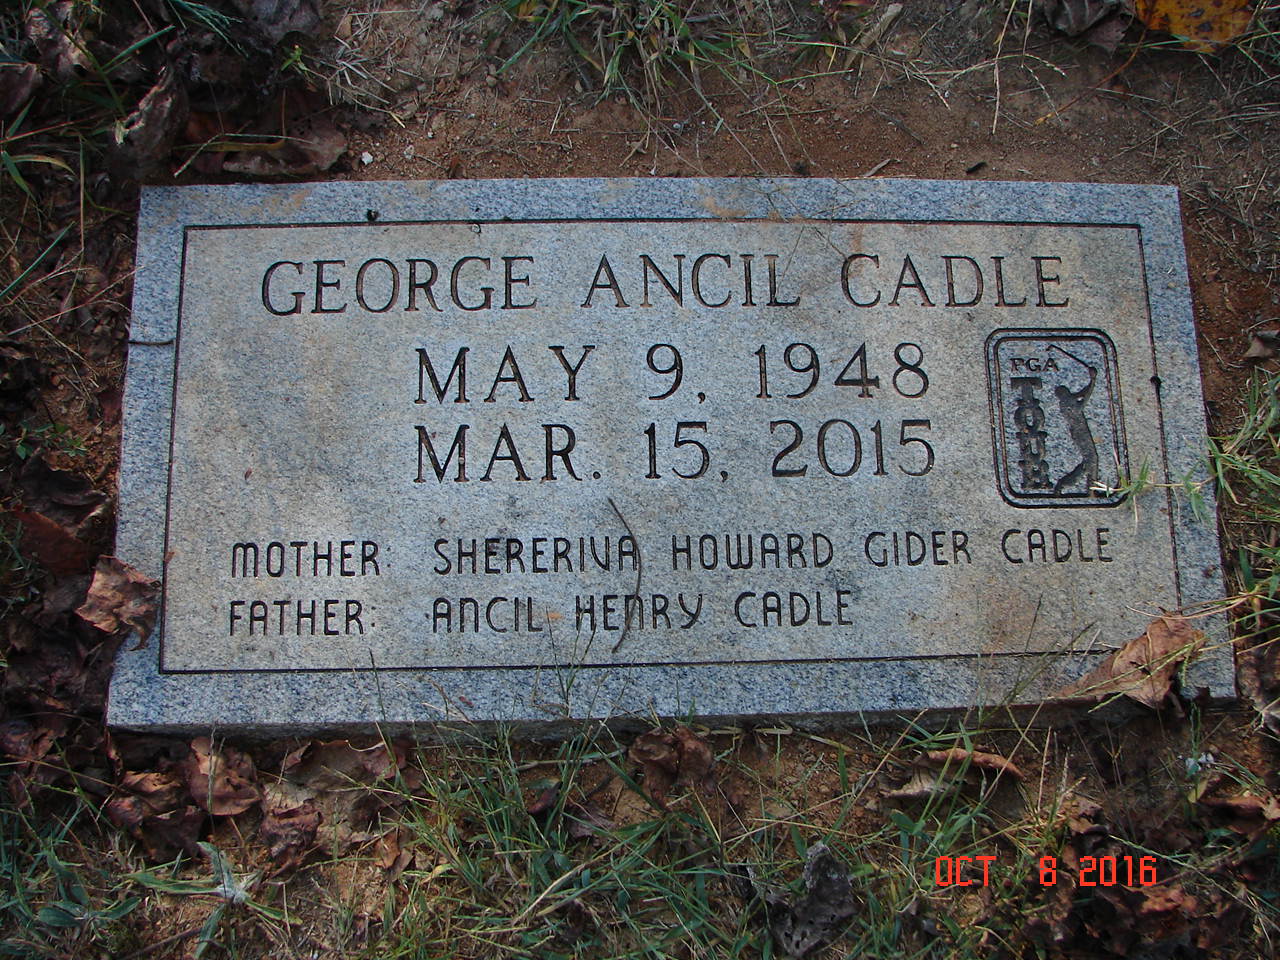 GEORGE ANCIL CADLE
MAY 9, 1948
MAR. 15, 2015
PGA
TOUR
MOTHER: SHERERIVA HOWARD GIDER CADLE
FATHER: ANCIL HENRY CADLE
OCT 8 2016